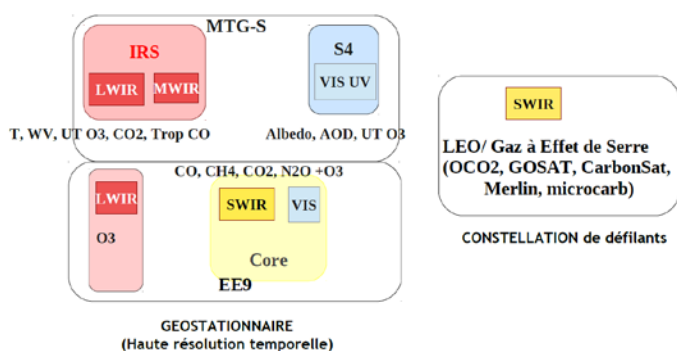 MTG-S
IRS
LWIR
MWIR
T, WV, UT O3, CO2, Trop CO
S4
VIS UV
Albedo, AOD, UT O3
CO, CH4, CO2, N2O +O3
LWIR
O3
SWIR
VIS
Core
EE9
GEOSTATIONNAIRE
(Haute résolution temporelle)
SWIR
LEO/ Gaz à Effet de Serre
(OCO2, GOSAT, CarbonSat,
Merlin, microcarb)
CONSTELLATION de défilants